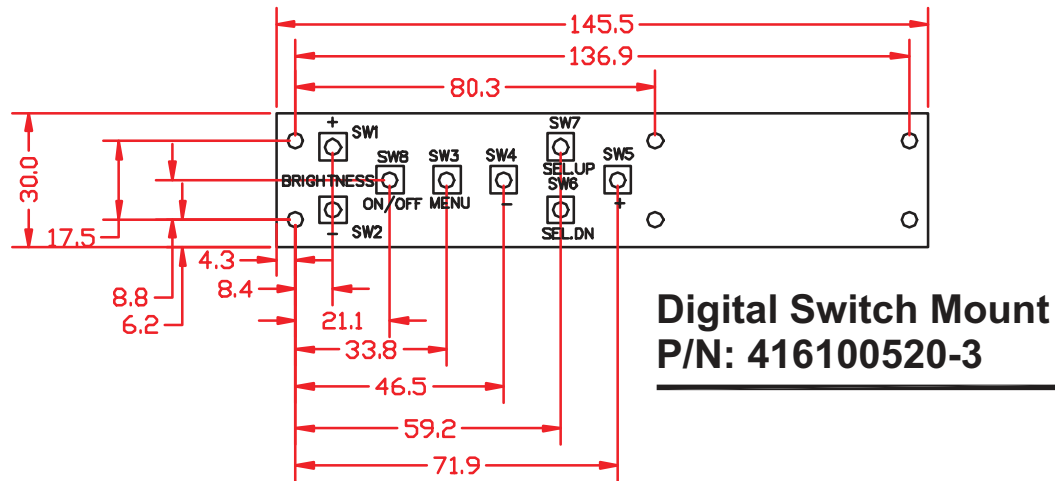 145.5
136.9
80.3
+
SW1
SW7
SW8
SW3
SW4
SEL.UP
SW5
30.0
BRIGHTNESS
SW6
17.5
ON/OFF
MENU
-
+
-
SW2
SEL.DN
4.3
8.4
8.8
6.2
21.1
33.8
46.5
59.2
71.9
Digital Switch Mount
P/N: 416100520-3